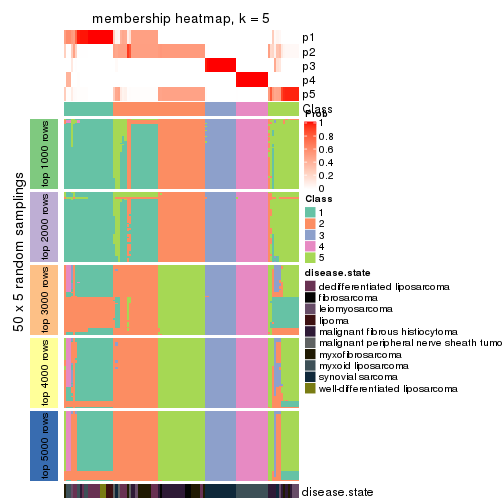 membership heatmap, k = 5
p1
p2
p3
p4
p5
Class
Prob
1
0.8
0.6
0.4
0.2
0
Class
1
2
3
4
5
disease.state
dedifferentiated liposarcoma
fibrosarcoma
leiomyosarcoma
lipoma
malignant fibrous histiocytoma
malignant peripheral nerve sheath tumo
myxofibrosarcoma
myxoid liposarcoma
synovial sarcoma
well-differentiated liposarcoma
50 x 5 random samplings
top 1000 rows
top 2000 rows
top 3000 rows
top 4000 rows
top 5000 rows
disease.state